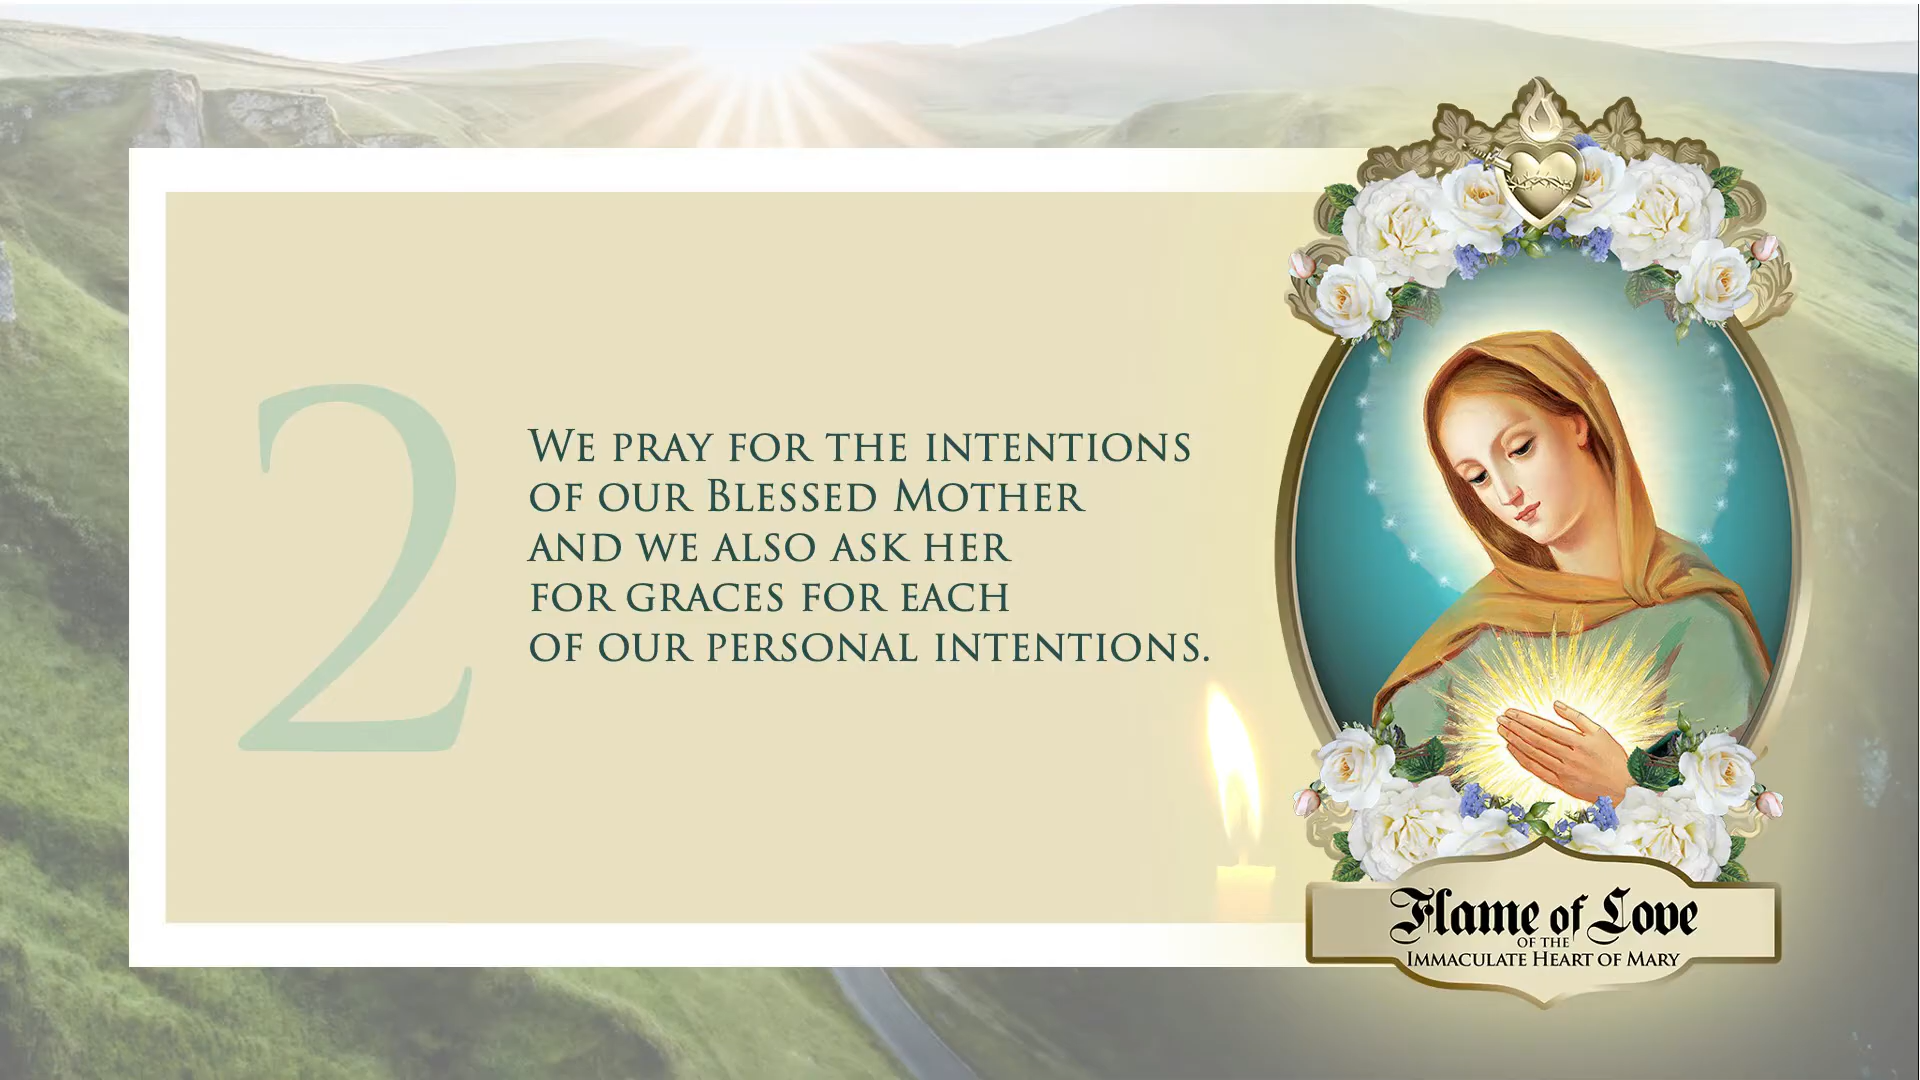 2
We pray for the intentions
of our Blessed Mother
and we also ask her
for graces for each
of our personal intentions.
Flame of Love
of the
Immaculate Heart of Mary